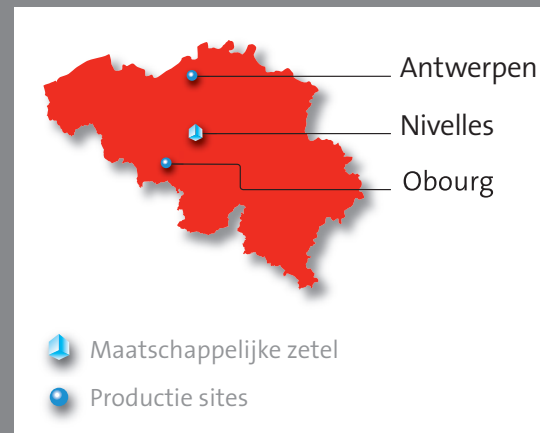 Antwerpen
Nivelles
Obourg
Maatschappelijke zetel
Productie sites